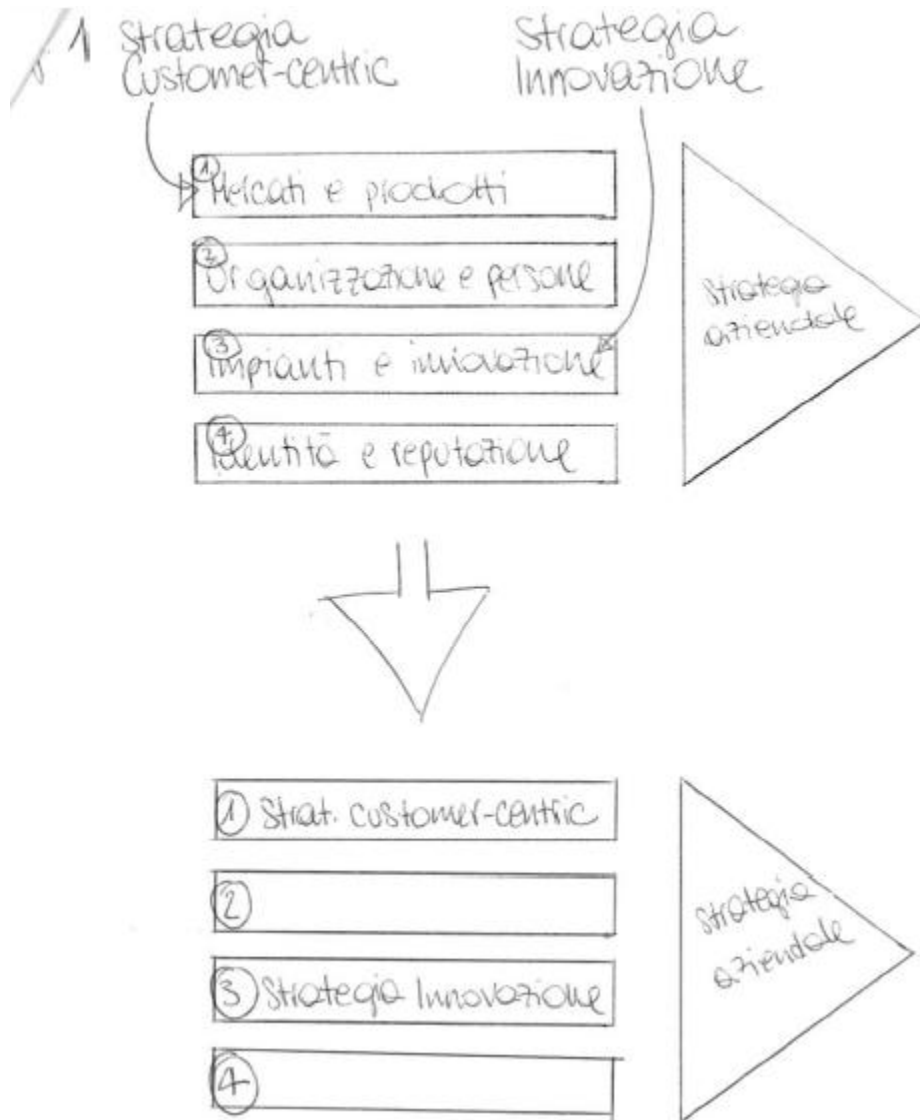 1 Strategia
Customer-centric
Strategia
Innovazione
1 Mercati e prodotti
2 Organizzazione e persone
3 Impianti e innovazione
4 Identità e reputazione
Strategia
aziendale
1 Strat. customer-centric
2
3 Strategia Innovazione
4
Strategia
aziendale